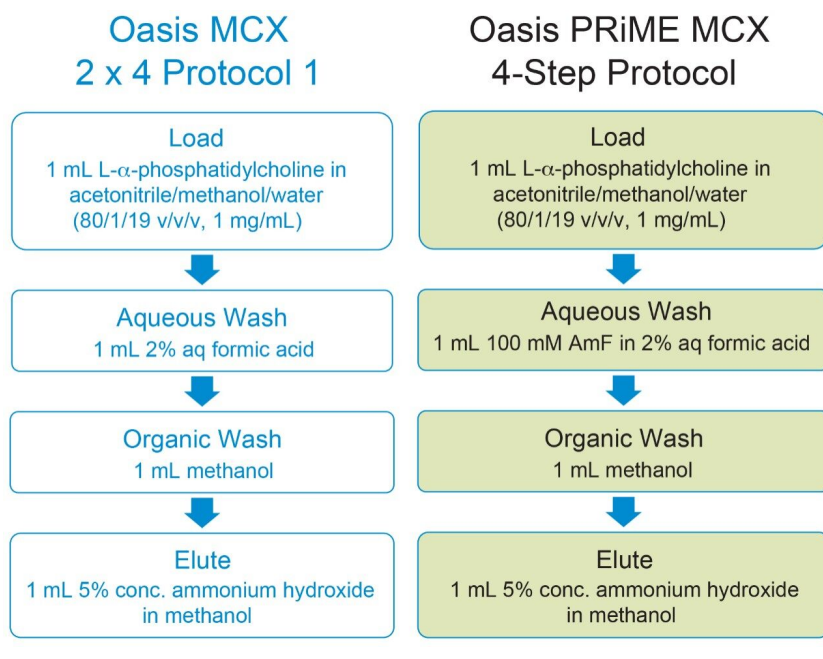 Oasis MCX
2 x 4 Protocol 1
Load
1 mL L-α-phosphatidylcholine in
acetonitrile/methanol/water
(80/1/19 v/v/v, 1 mg/mL)
Aqueous Wash
1 mL 2% aq formic acid
Organic Wash
1 mL methanol
Elute
1 mL 5% conc. ammonium hydroxide
in methanol
Oasis PRiME MCX
4-Step Protocol
Load
1 mL L-α-phosphatidylcholine in
acetonitrile/methanol/water
(80/1/19 v/v/v, 1 mg/mL)
Aqueous Wash
1 mL 100 mM AmF in 2% aq formic acid
Organic Wash
1 mL methanol
Elute
1 mL 5% conc. ammonium hydroxide
in methanol